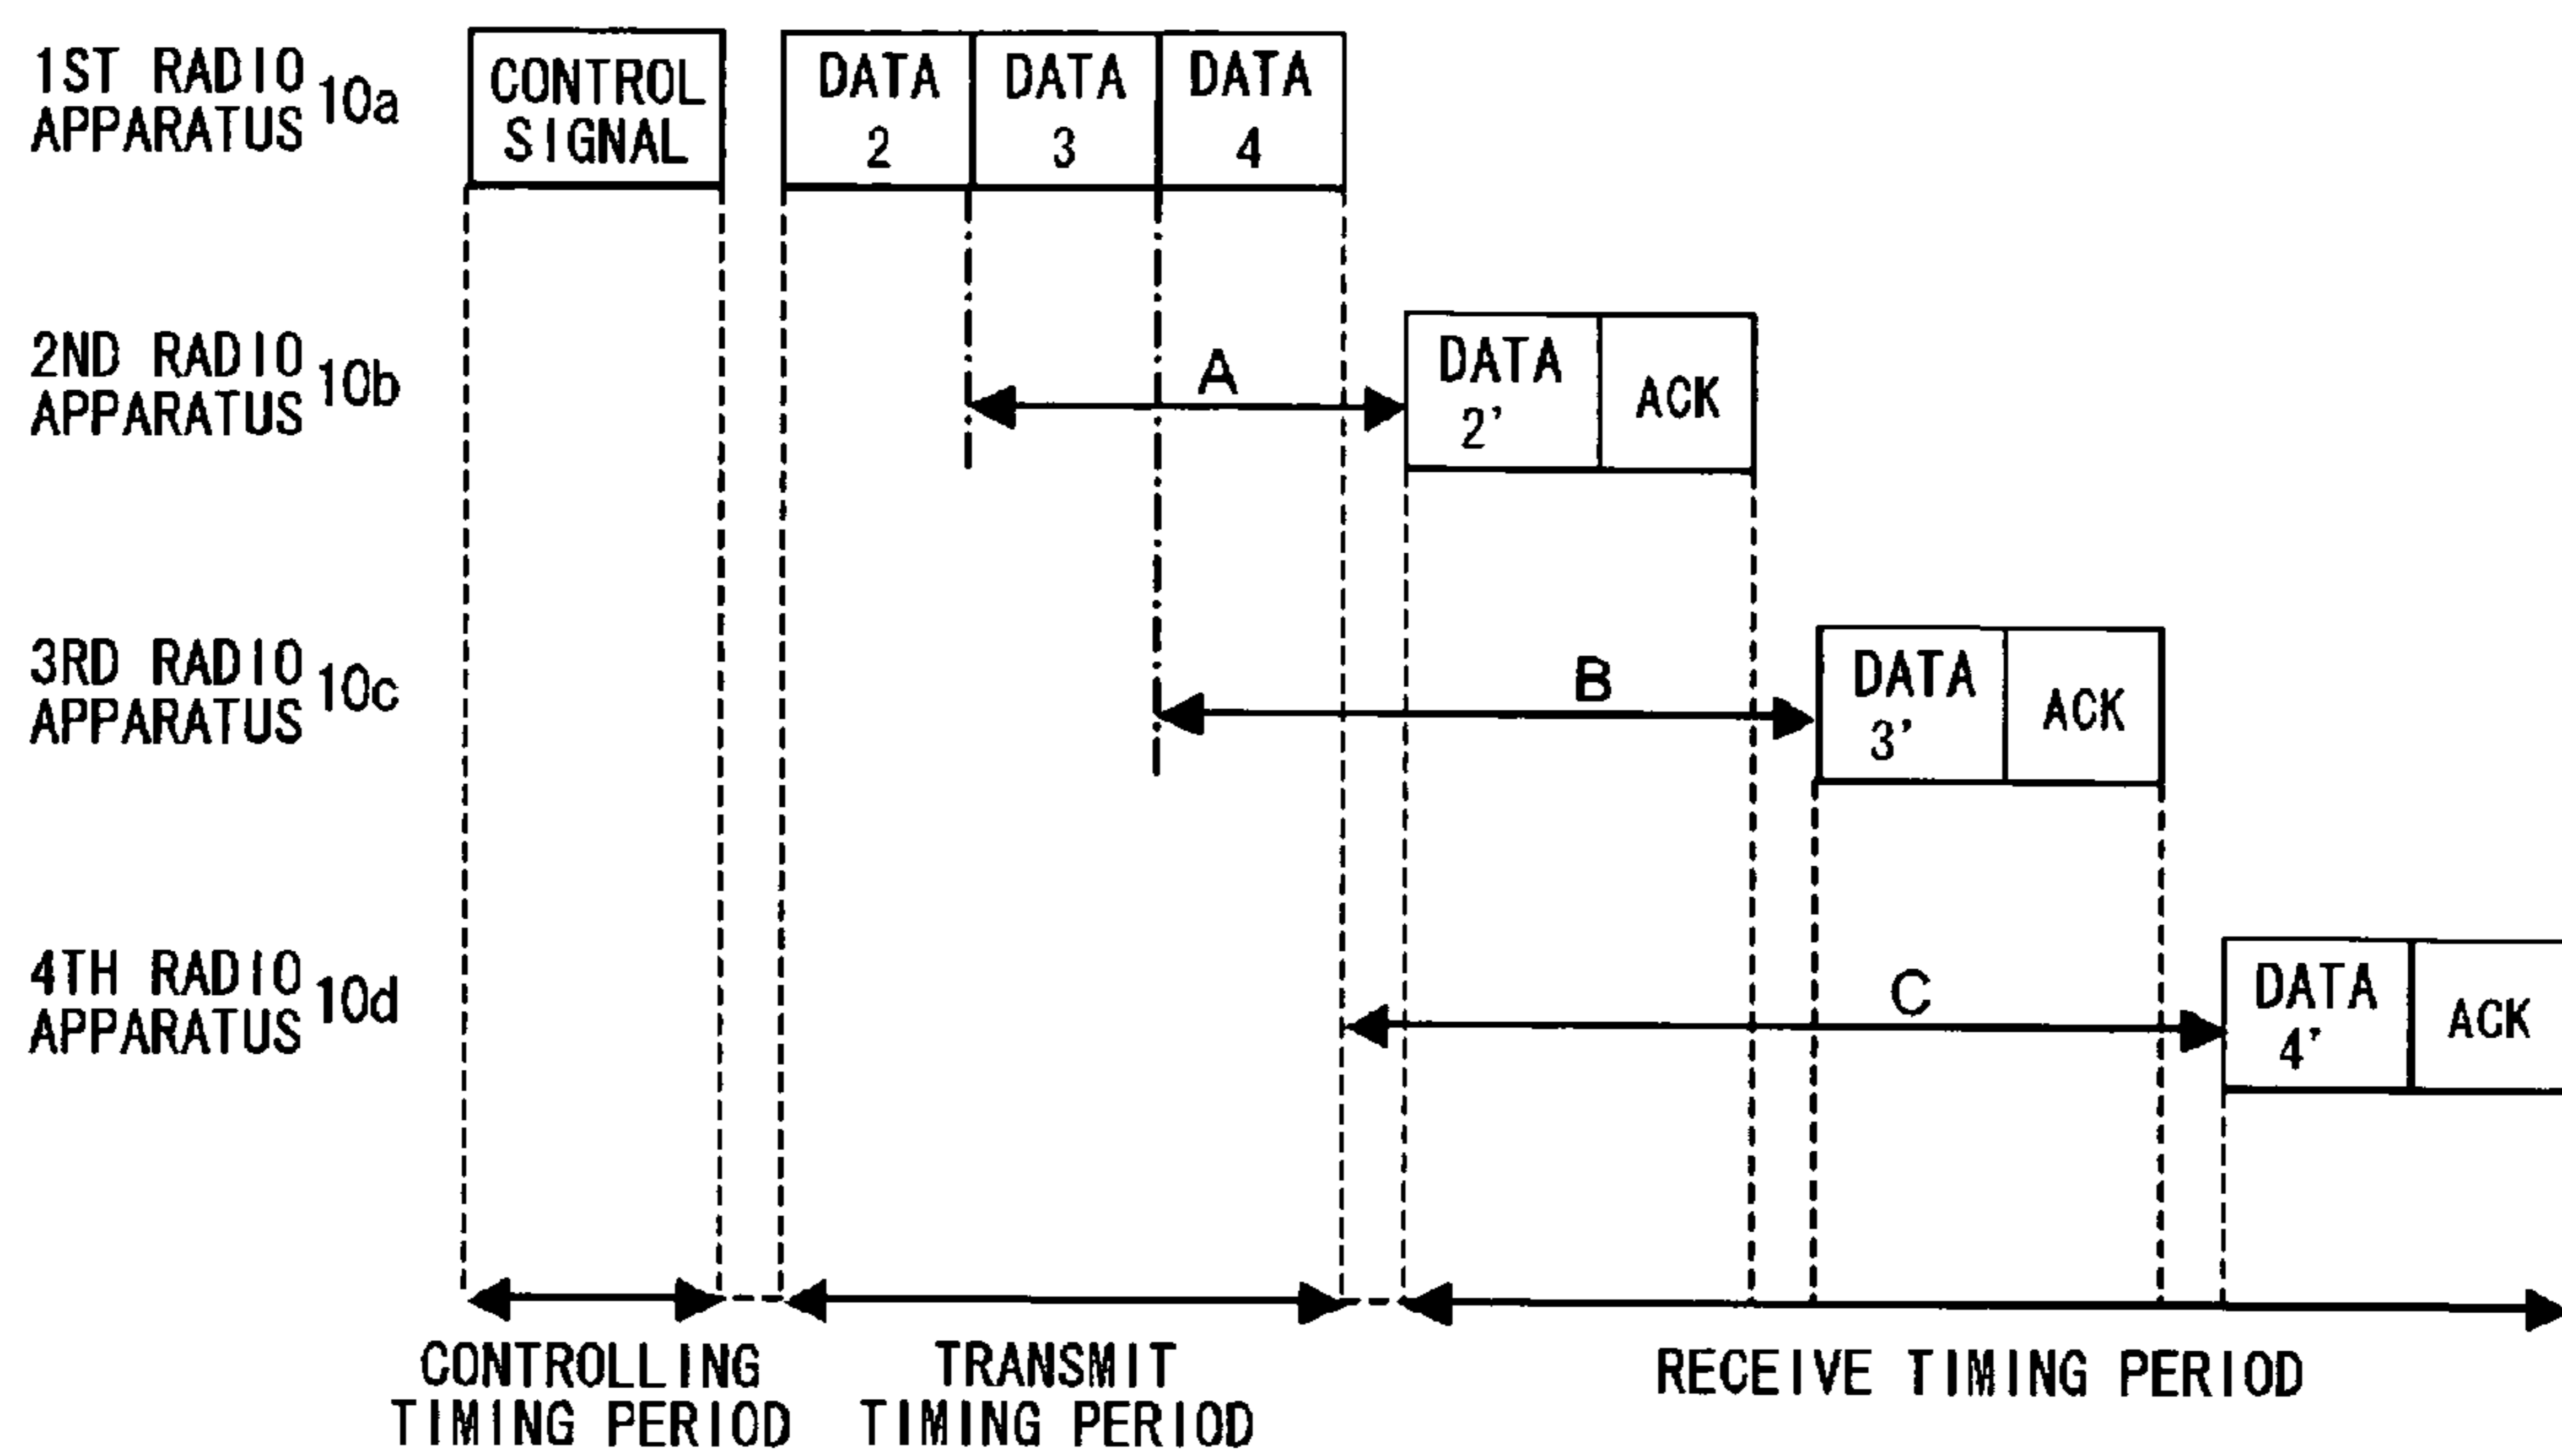 1ST RADIO
APPARATUS 10a
CONTROL
SIGNAL
DATA
2
DATA
3
DATA
4
2ND RADIO
APPARATUS 10b
A
DATA
2'
ACK
3RD RADIO
APPARATUS 10c
B
DATA
3'
ACK
4TH RADIO
APPARATUS 10d
C
DATA
4'
ACK
CONTROLLING
TIMING PERIOD
TRANSMIT
TIMING PERIOD
RECEIVE TIMING PERIOD